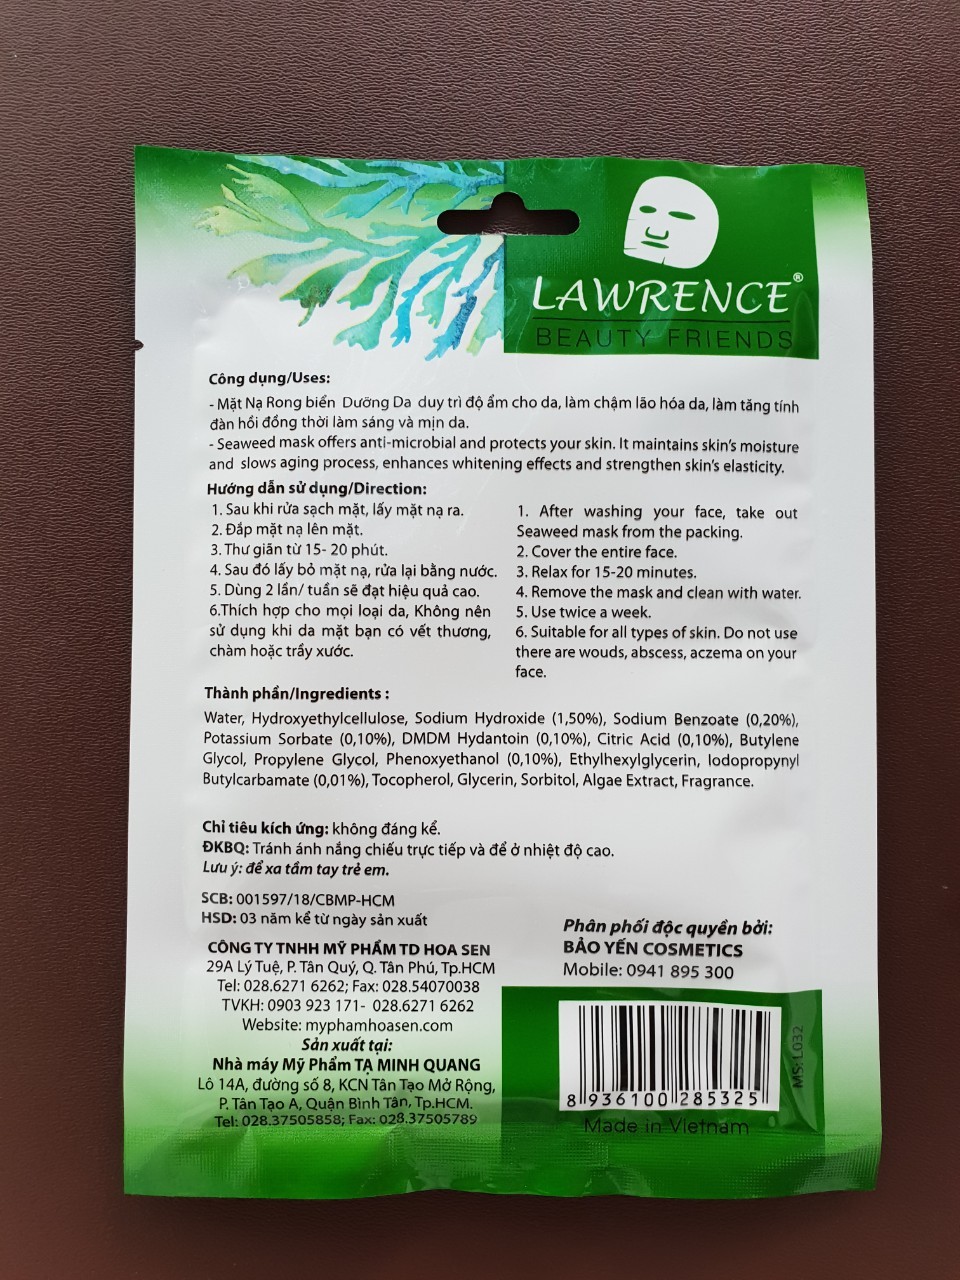 LAWRENCE®
BEAUTY FRIENDS
Công dụng/Uses:
- Mặt Nạ Rong biển Dưỡng Da duy trì độ ẩm cho da, làm chậm lão hóa da, làm tăng tính
đàn hồi đồng thời làm sáng và mịn da.
- Seaweed mask offers anti-microbial and protects your skin. It maintains skin's moisture
and slows aging process, enhances whitening effects and strengthen skin's elasticity.
Hướng dẫn sử dụng/Direction:
1. Sau khi rửa sạch mặt, lấy mặt nạ ra.
2. Đắp mặt nạ lên mặt.
3. Thư giãn từ 15- 20 phút.
4. Sau đó lấy bỏ mặt nạ, rửa lại bằng nước.
5. Dùng 2 lần/ tuần sẽ đạt hiệu quả cao.
6.Thích hợp cho mọi loại da, Không nên
sử dụng khi da mặt bạn có vết thương,
chàm hoặc trầy xước.
1. After washing your face, take out
Seaweed mask from the packing.
2. Cover the entire face.
3. Relax for 15-20 minutes.
4. Remove the mask and clean with water.
5. Use twice a week.
6. Suitable for all types of skin. Do not use
there are wouds, abscess, aczema on your
face.
Thành phần/Ingredients :
Water, Hydroxyethylcellulose, Sodium Hydroxide (1,50%), Sodium Benzoate (0,20%),
Potassium Sorbate (0,10%), DMDM Hydantoin (0,10%), Citric Acid (0,10%), Butylene
Glycol, Propylene Glycol, Phenoxyethanol (0,10%), Ethylhexylglycerin, Iodopropynyl
Butylcarbamate (0,01%), Tocopherol, Glycerin, Sorbitol, Algae Extract, Fragrance.
Chỉ tiêu kích ứng: không đáng kể.
ĐKBQ: Tránh ánh nắng chiếu trực tiếp và để ở nhiệt độ cao.
Lưu ý: để xa tầm tay trẻ em.
SCB: 001597/18/CBMP-HCM
HSD: 03 năm kể từ ngày sản xuất
CÔNG TY TNHH MỸ PHẨM TD HOA SEN
29A Lý Tuệ, P. Tân Quý, Q. Tân Phú, Tp.HCM
Tel: 028.6271 6262; Fax: 028.54070038
TVKH: 0903 923 171- 028.6271 6262
Website: myphamhoasen.com
Sản xuất tại:
Nhà máy Mỹ Phẩm TẠ MINH QUANG
Lô 14A, đường số 8, KCN Tân Tạo Mở Rộng,
P. Tân Tạo A, Quận Bình Tân, Tp.HCM.
Tel: 028.37505858; Fax: 028.37505789
Phân phối độc quyền bởi:
BẢO YẾN COSMETICS
Mobile: 0941 895 300
MS: L032
8 936100 285325
Made in Vietnam